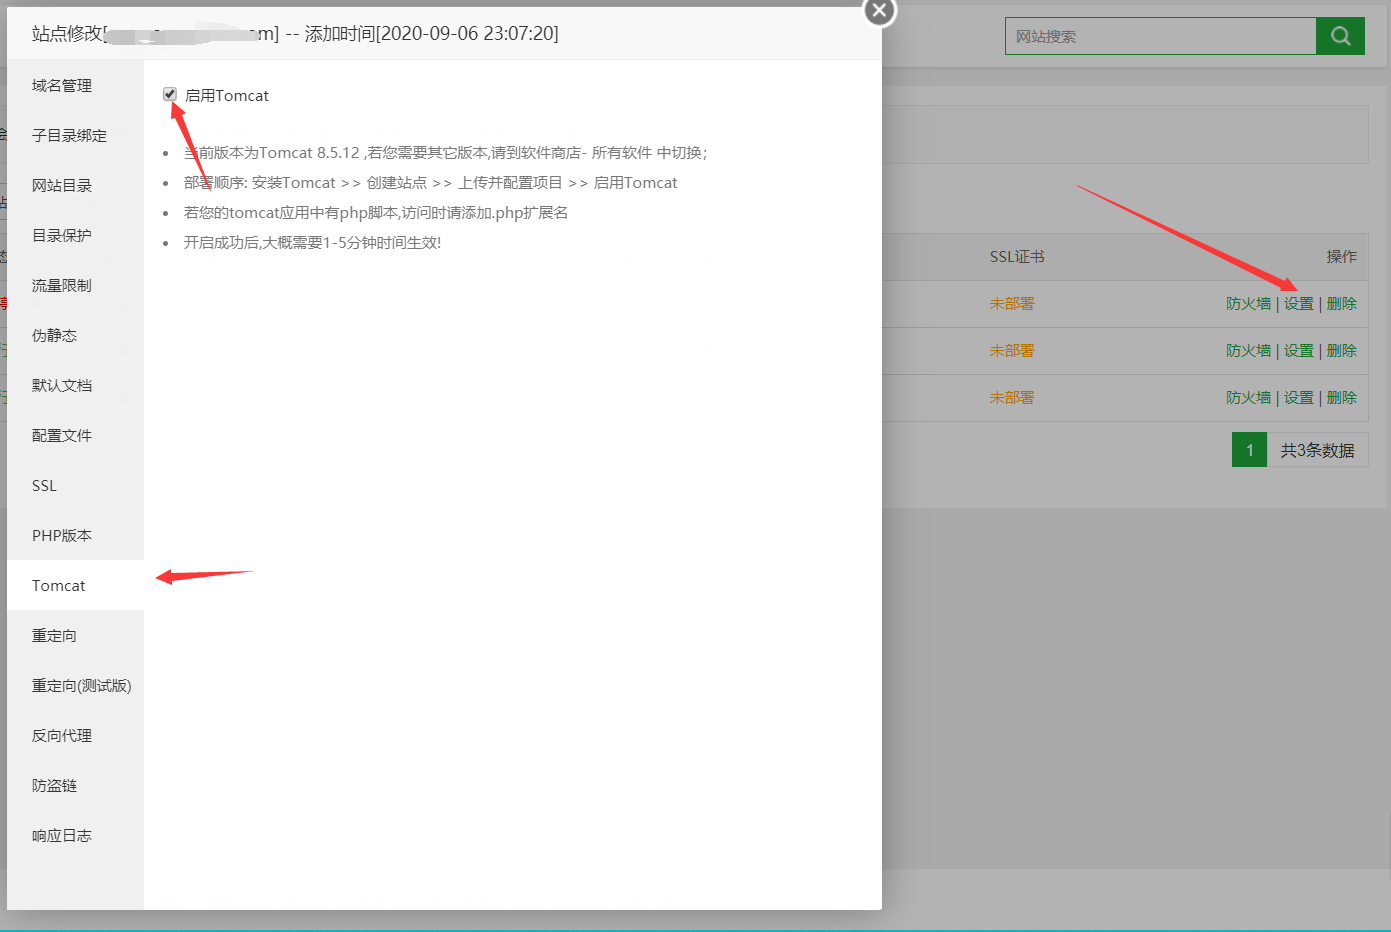 站点修改[ m] -- 添加时间[2020-09-06 23:07:20]
网站搜索
域名管理
子目录绑定
网站目录
目录保护
流量限制
伪静态
默认文档
配置文件
SSL
PHP版本
Tomcat
重定向
重定向(测试版)
反向代理
防盗链
响应日志
启用Tomcat
当前版本为Tomcat 8.5.12 ,若您需要其它版本,请到软件商店- 所有软件 中切换;
部署顺序: 安装Tomcat >> 创建站点 >> 上传并配置项目 >> 启用Tomcat
若您的tomcat应用中有php脚本,访问时请添加.php扩展名
开启成功后,大概需要1-5分钟时间生效!
SSL证书 操作
未部署 防火墙 | 设置 | 删除
未部署 防火墙 | 设置 | 删除
未部署 防火墙 | 设置 | 删除
1 共3条数据